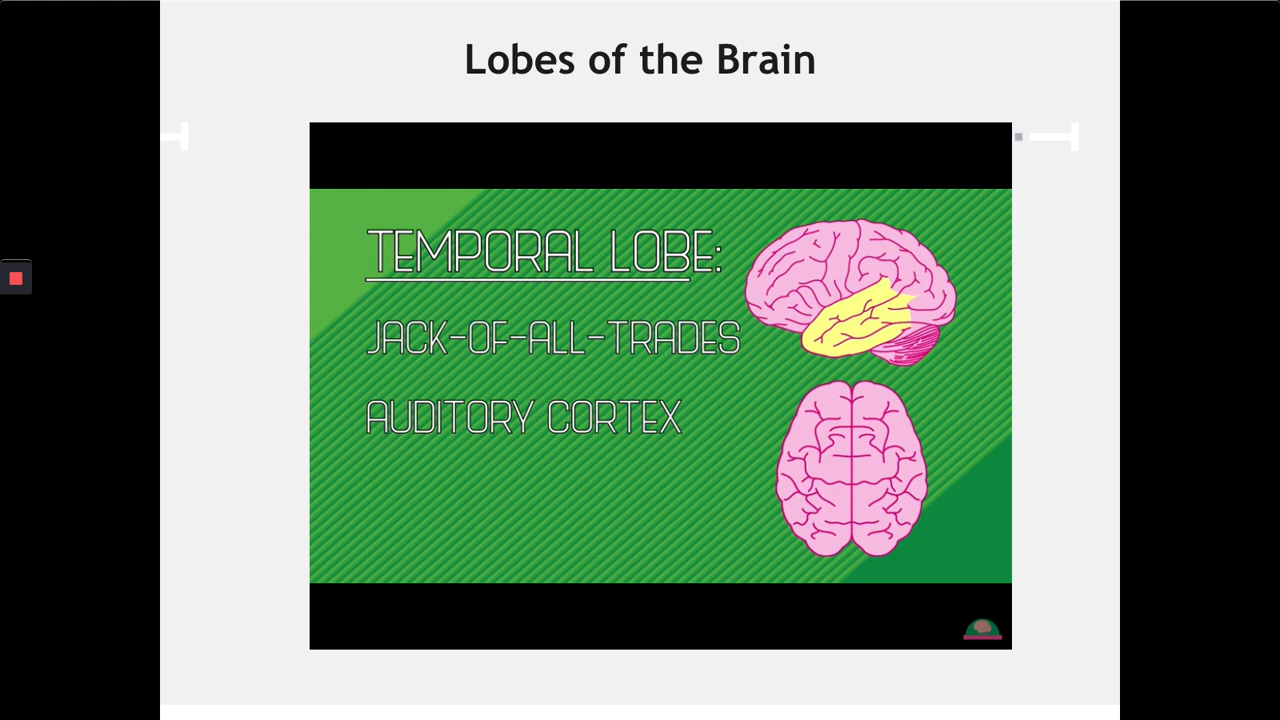 Lobes of the Brain
TEMPORAL LOBE:
JACK-OF-ALL-TRADES
AUDITORY CORTEX